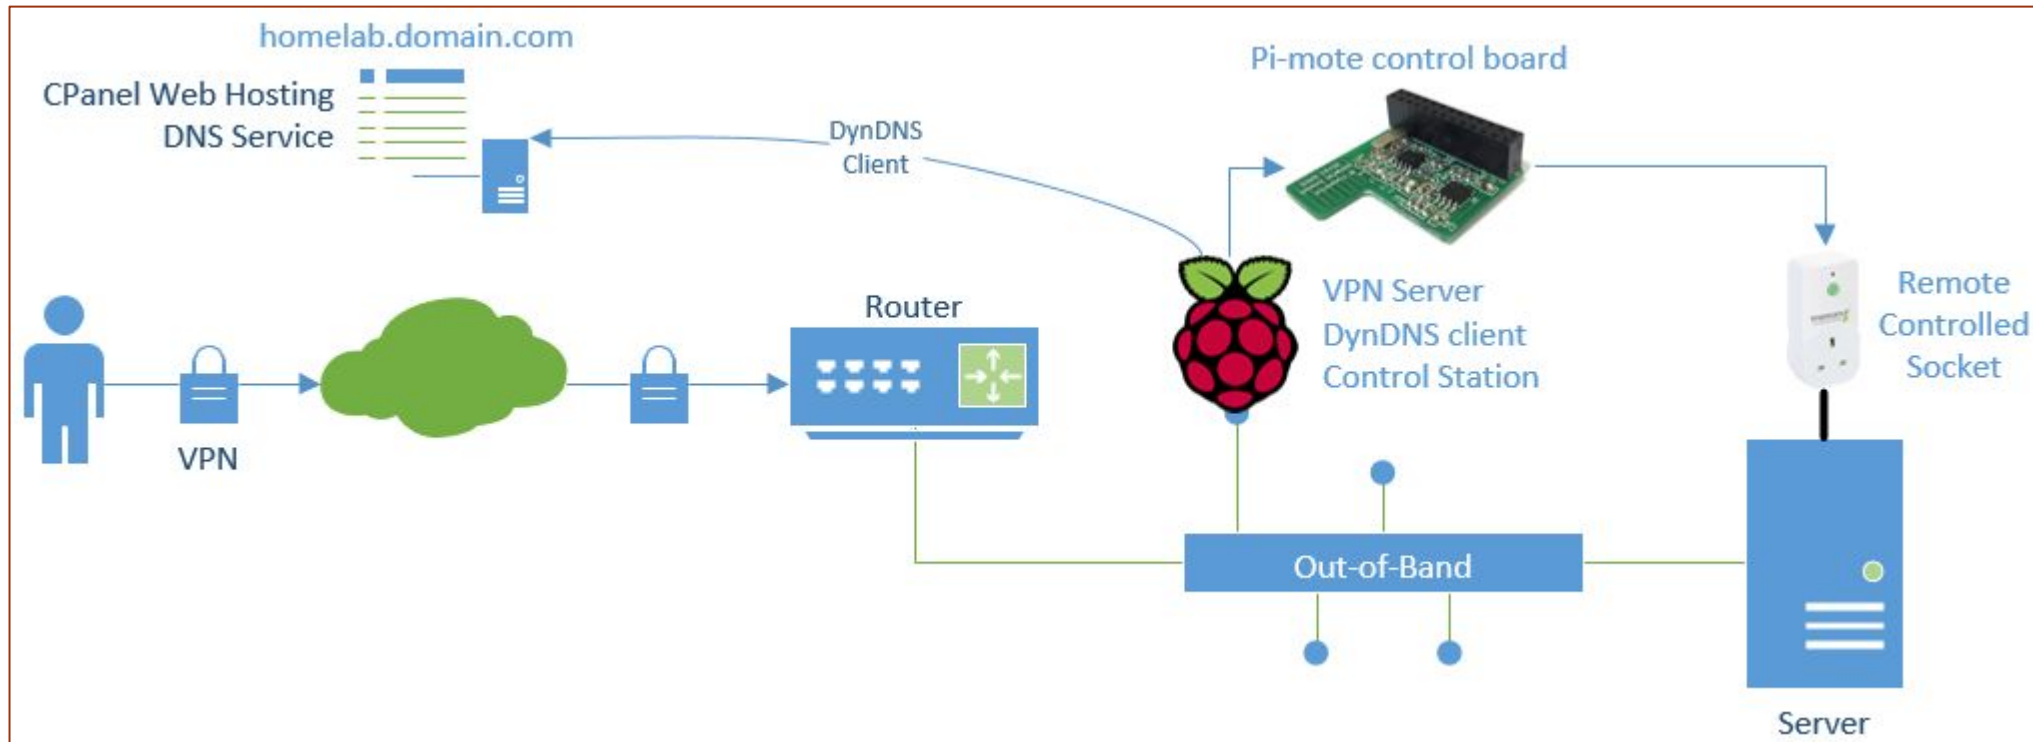 homelab.domain.com
CPanel Web Hosting
DNS Service
DynDNS
Client
Pi-mote control board
VPN Server
DynDNS client
Control Station
Remote
Controlled
Socket
Router
VPN
Out-of-Band
Server